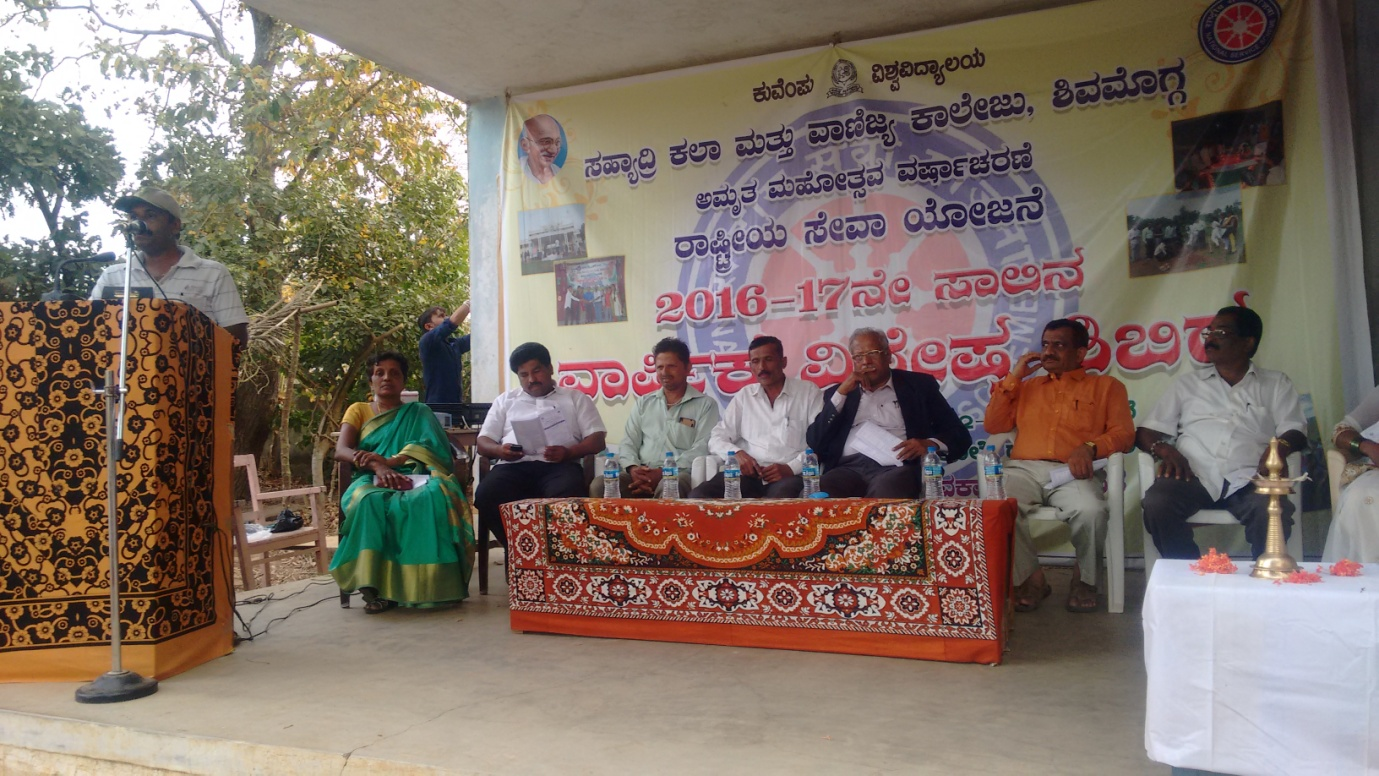 ಕುವೆಂಪು ವಿಶ್ವವಿದ್ಯಾಲಯ
ಸಹ್ಯಾದ್ರಿ ಕಲಾ ಮತ್ತು ವಾಣಿಜ್ಯ ಕಾಲೇಜು, ಶಿವಮೊಗ್ಗ
ಅಮೃತ ಮಹೋತ್ಸವ ವರ್ಷಾಚರಣೆ
ರಾಷ್ಟ್ರೀಯ ಸೇವಾ ಯೋಜನೆ
2016-17ನೇ ಸಾಲಿನ
ವಾರ್ಷಿಕ ವಿಶೇಷ ಶಿಬಿರ